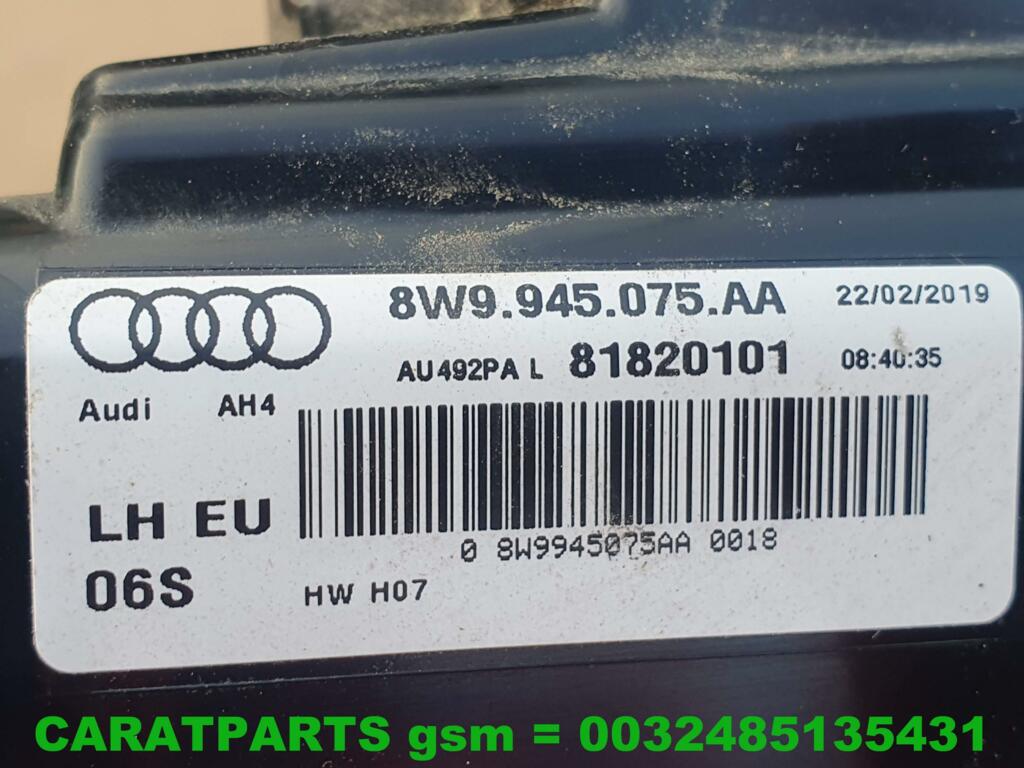 8W9.945.075.AA 22/02/2019
AU492PA L 81820101 08:40:35
Audi AH4
LH EU
0 8W9945075AA 0018
06S HW H07
CARATPARTS gsm = 0032485135431